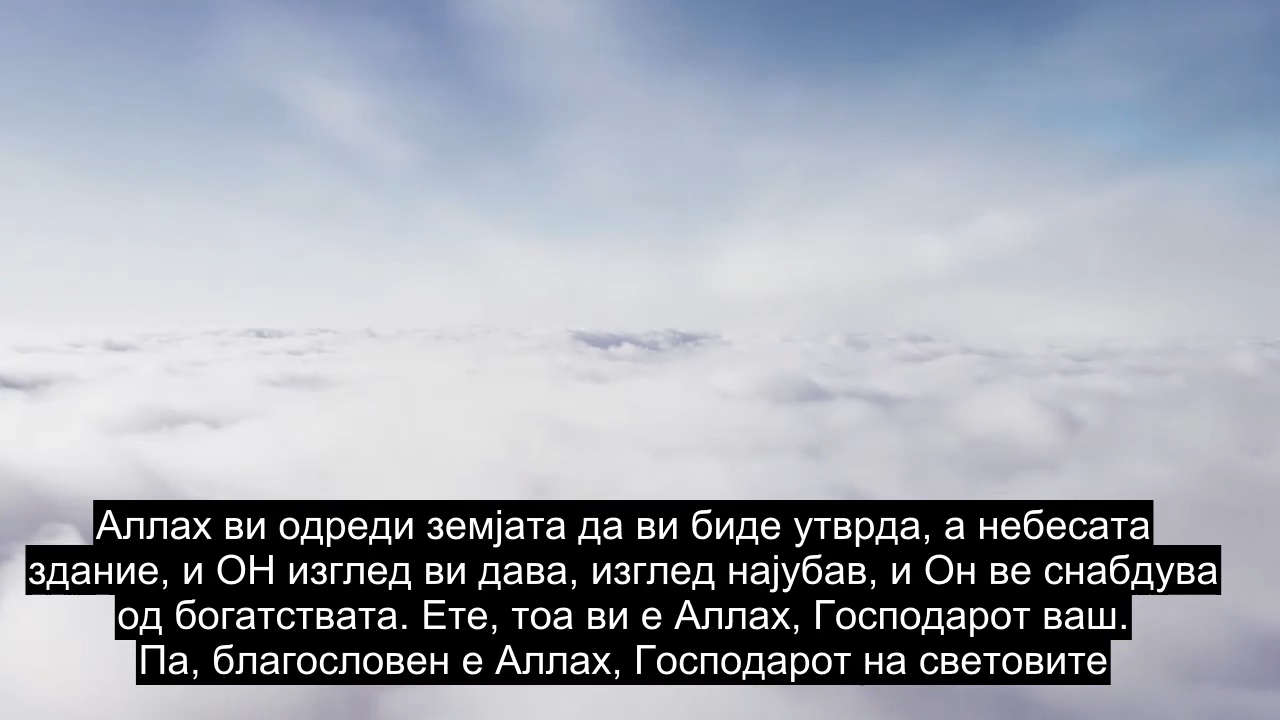 Аллах ви одреди земјата да ви биде утврда, а небесата
здание, и ОН изглед ви дава, изглед најубав, и Он ве снабдува
од богатствата. Ете, тоа ви е Аллах, Господарот ваш.
Па, благословен е Аллах, Господарот на световите